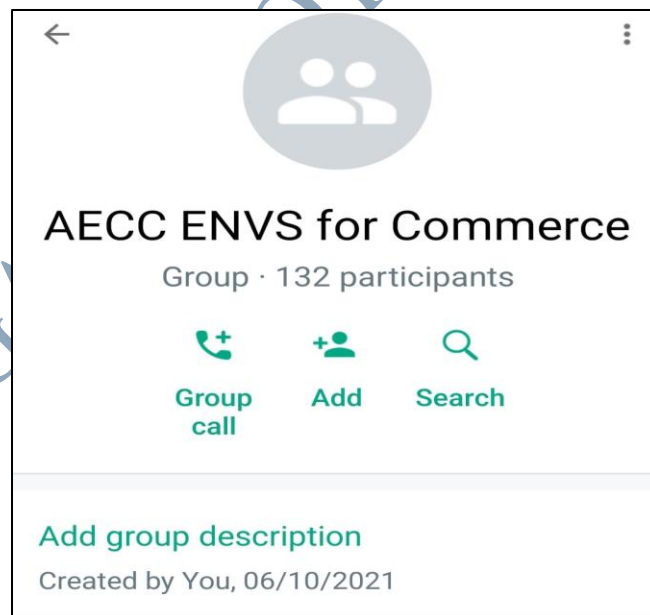 AECC ENVS for Commerce
Group · 132 participants
Group call
Add
Search
Add group description
Created by You, 06/10/2021